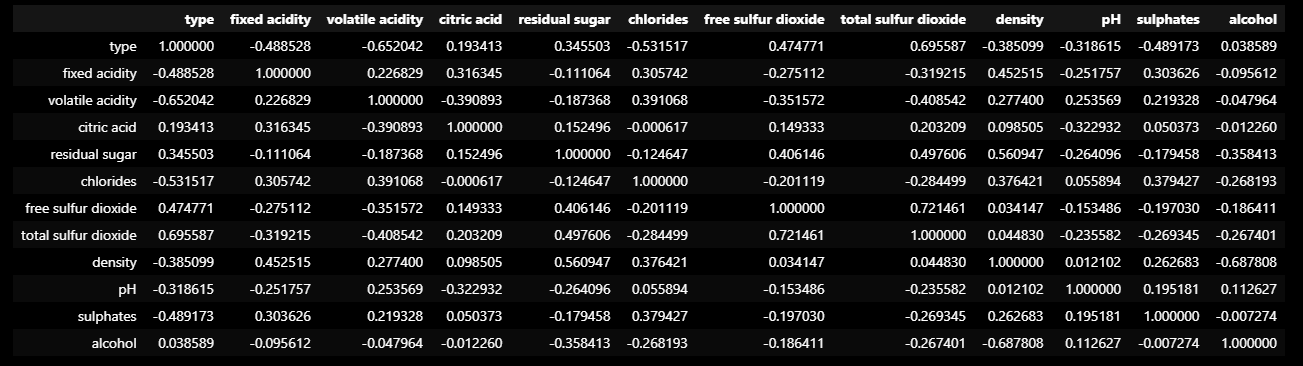 type fixed acidity volatile acidity citric acid residual sugar chlorides free sulfur dioxide total sulfur dioxide density pH sulphates alcohol
type 1.000000 -0.488528 -0.652042 0.193413 0.345503 -0.531517 0.474771 0.695587 -0.385099 -0.318615 -0.489173 0.038589
fixed acidity -0.488528 1.000000 0.226829 0.316345 -0.111064 0.305742 -0.275112 -0.319215 0.452515 -0.251757 0.303626 -0.095612
volatile acidity -0.652042 0.226829 1.000000 -0.390893 -0.187368 0.391068 -0.351572 -0.408542 0.277400 0.253569 0.219328 -0.047964
citric acid 0.193413 0.316345 -0.390893 1.000000 0.152496 -0.000617 0.149333 0.203209 0.098505 -0.322932 0.050373 -0.012260
residual sugar 0.345503 -0.111064 -0.187368 0.152496 1.000000 -0.124647 0.406146 0.497606 0.560947 -0.264096 -0.179458 -0.358413
chlorides -0.531517 0.305742 0.391068 -0.000617 -0.124647 1.000000 -0.201119 -0.284499 0.376421 0.055894 0.379427 -0.268193
free sulfur dioxide 0.474771 -0.275112 -0.351572 0.149333 0.406146 -0.201119 1.000000 0.721461 0.034147 -0.153486 -0.197030 -0.186411
total sulfur dioxide 0.695587 -0.319215 -0.408542 0.203209 0.497606 -0.284499 0.721461 1.000000 0.044830 -0.235582 -0.269345 -0.267401
density -0.385099 0.452515 0.277400 0.098505 0.560947 0.376421 0.034147 0.044830 1.000000 0.012102 0.262683 -0.687808
pH -0.318615 -0.251757 0.253569 -0.322932 -0.264096 0.055894 -0.153486 -0.235582 0.012102 1.000000 0.195181 0.112627
sulphates -0.489173 0.303626 0.219328 0.050373 -0.179458 0.379427 -0.197030 -0.269345 0.262683 0.195181 1.000000 -0.007274
alcohol 0.038589 -0.095612 -0.047964 -0.012260 -0.358413 -0.268193 -0.186411 -0.267401 -0.687808 0.112627 -0.007274 1.000000